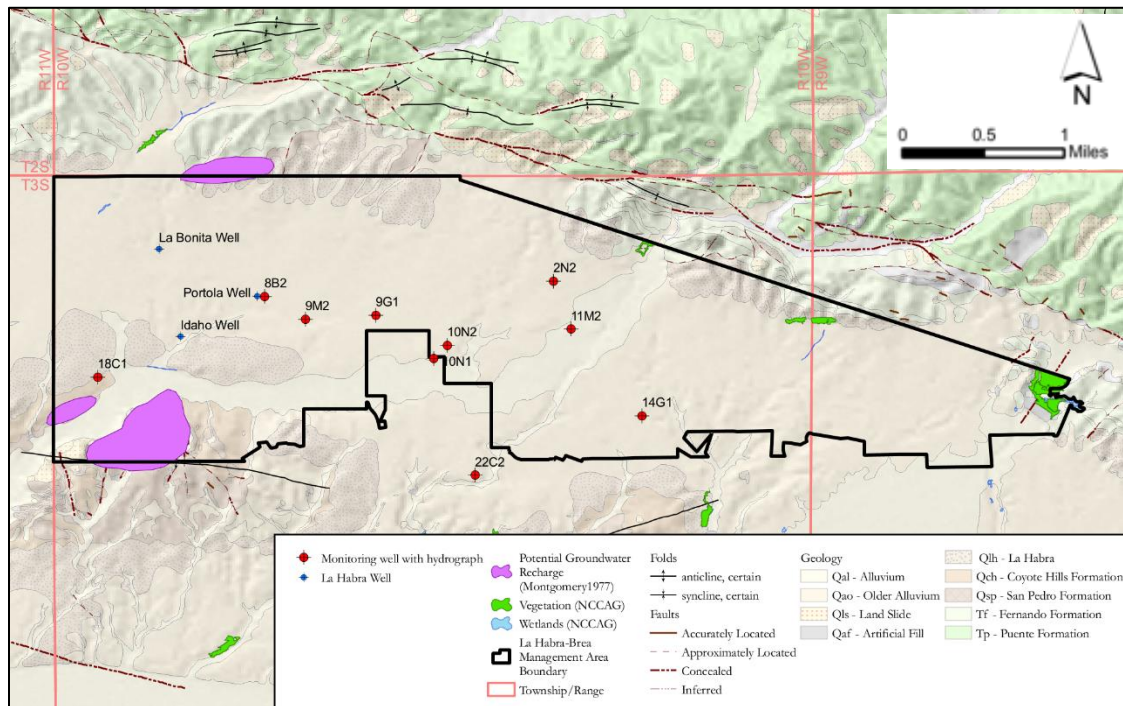 R11W
R10W
R10W
R9W
N
0 0.5 1
Miles
T2S
T3S
La Bonita Well
2N2
Portola Well
8B2
9M2
9G1
11M2
Idaho Well
10N2
10N1
18C1
14G1
22C2
Monitoring well with hydrograph
La Habra Well
Potential Groundwater
Recharge
(Montgomery1977)
Vegetation (NCCAG)
Wetlands (NCCAG)
La Habra-Brea
Management Area
Boundary
Township/Range
Folds
anticline, certain
syncline, certain
Faults
Accurately Located
Approximately Located
Concealed
Inferred
Geology
Qal - Alluvium
Qao - Older Alluvium
Qls - Land Slide
Qaf - Artificial Fill
Qlh - La Habra
Qch - Coyote Hills Formation
Qsp - San Pedro Formation
Tf - Fernando Formation
Tp - Puente Formation